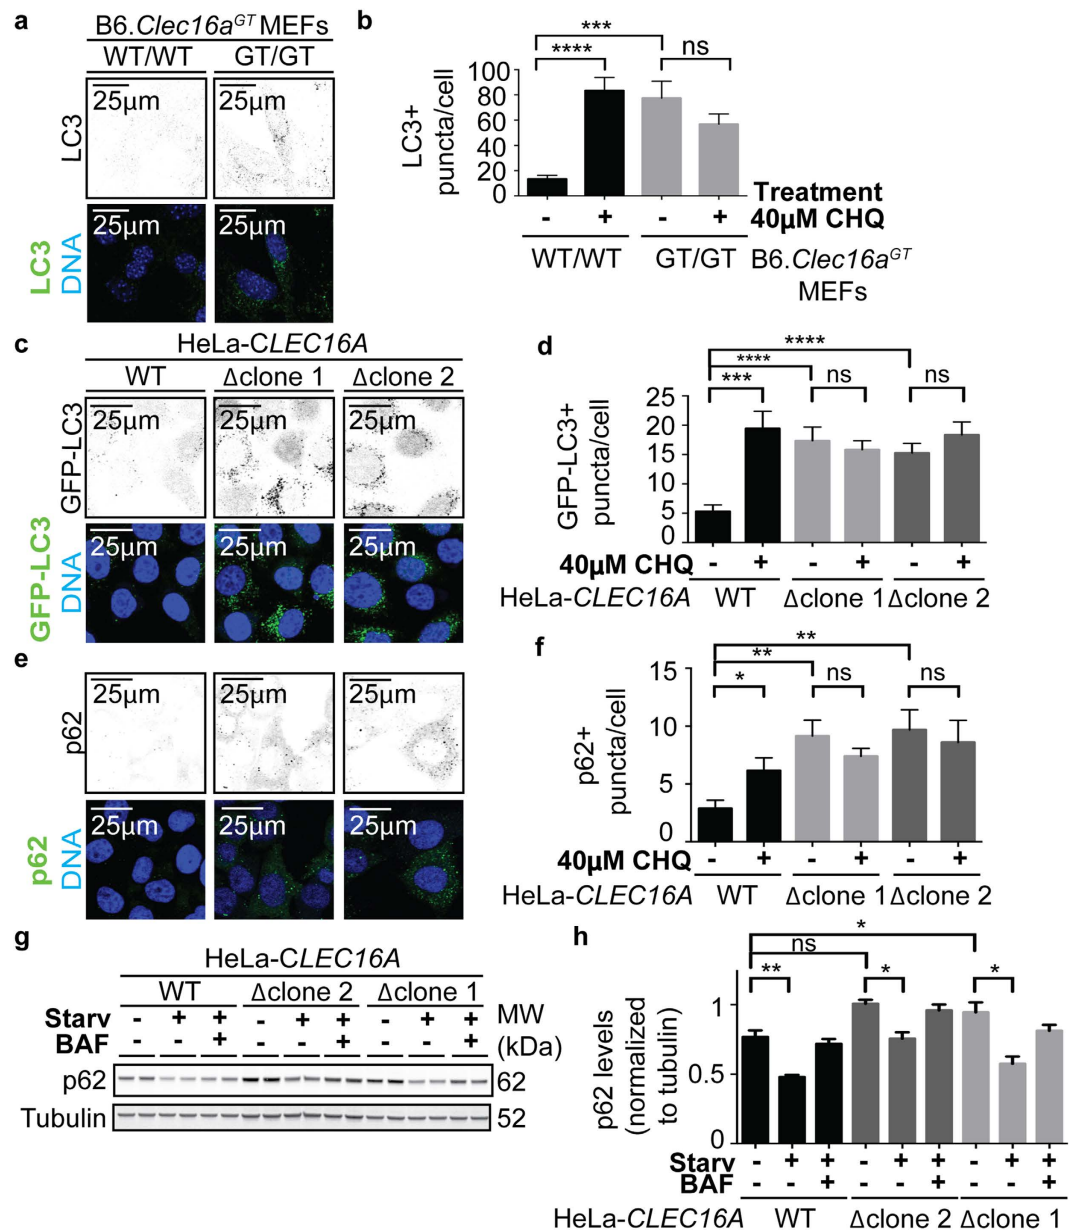 a
B6.Clec16aGT MEFs
WT/WT GT/GT
LC3
25µm 25µm
LC3
DNA
25µm 25µm
b
*** 
**** ns
LC3+
puncta/cell
100
80
60
40
20
0
Treatment
- + - + 40µM CHQ
WT/WT GT/GT B6.Clec16aGT
MEFs
c
HeLa-CLEC16A
WT Δclone 1 Δclone 2
GFP-LC3
25µm 25µm 25µm
GFP-LC3
DNA
25µm 25µm 25µm
d
****
****
*** ns ns
GFP-LC3+
puncta/cell
25
20
15
10
5
0
40µM CHQ - + - + - +
HeLa-CLEC16A WT Δclone 1 Δclone 2
e
p62
25µm 25µm 25µm
p62
DNA
25µm 25µm 25µm
f
**
**
* ns ns
p62+
puncta/cell
15
10
5
0
40µM CHQ - + - + - +
HeLa-CLEC16A WT Δclone 1 Δclone 2
g
HeLa-CLEC16A
WT Δclone 2 Δclone 1
Starv - + + - + + - + + MW
BAF - - + - - + - - + (kDa)
p62 62
Tubulin 52
h
*
ns
** * *
p62 levels
(normalized
to tubulin)
1
0.5
0
Starv - + + - + + - + +
BAF - - + - - + - - +
HeLa-CLEC16A WT Δclone 2 Δclone 1